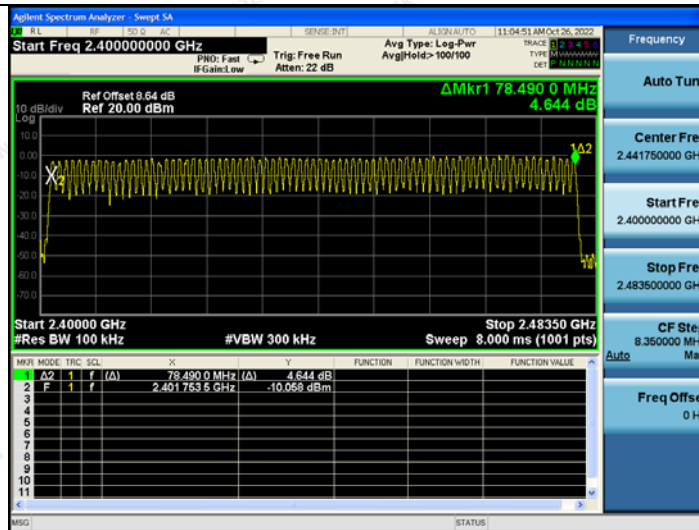 Agilent Spectrum Analyzer - Swept SA
RL RF 50 Ω AC SENSE:INT ALIGNAUTO 11:04:51 AM Oct 26, 2022
Start Freq 2.400000000 GHz
PNO: Fast
IFGain:Low
Trig: Free Run
Atten: 22 dB
Avg Type: Log-Pwr
Avg|Hold:> 100/100
TRACE 1 2 3 4 5 6
TYPE M
DET P N N N N N
Ref Offset 8.64 dB
Ref 20.00 dBm
ΔMkr1 78.490 0 MHz
4.644 dB
10 dB/div
Log
10.0
0.00
-10.0
-20.0
-30.0
-40.0
-50.0
-60.0
-70.0
1Δ2
X2
Start 2.40000 GHz
Stop 2.48350 GHz
#Res BW 100 kHz #VBW 300 kHz Sweep 8.000 ms (1001 pts)
MKR MODE TRC SCL X Y FUNCTION FUNCTION WIDTH FUNCTION VALUE
1 Δ2 1 f (Δ) 78.490 0 MHz (Δ) 4.644 dB
2 F 1 f 2.401 753 5 GHz -10.058 dBm
3
4
5
6
7
8
9
10
11
MSG STATUS
Frequency
Auto Tun
Center Fre
2.441750000 GH
Start Fre
2.400000000 GH
Stop Fre
2.483500000 GH
CF Ste
8.350000 MH
Auto Ma
Freq Offse
0 H